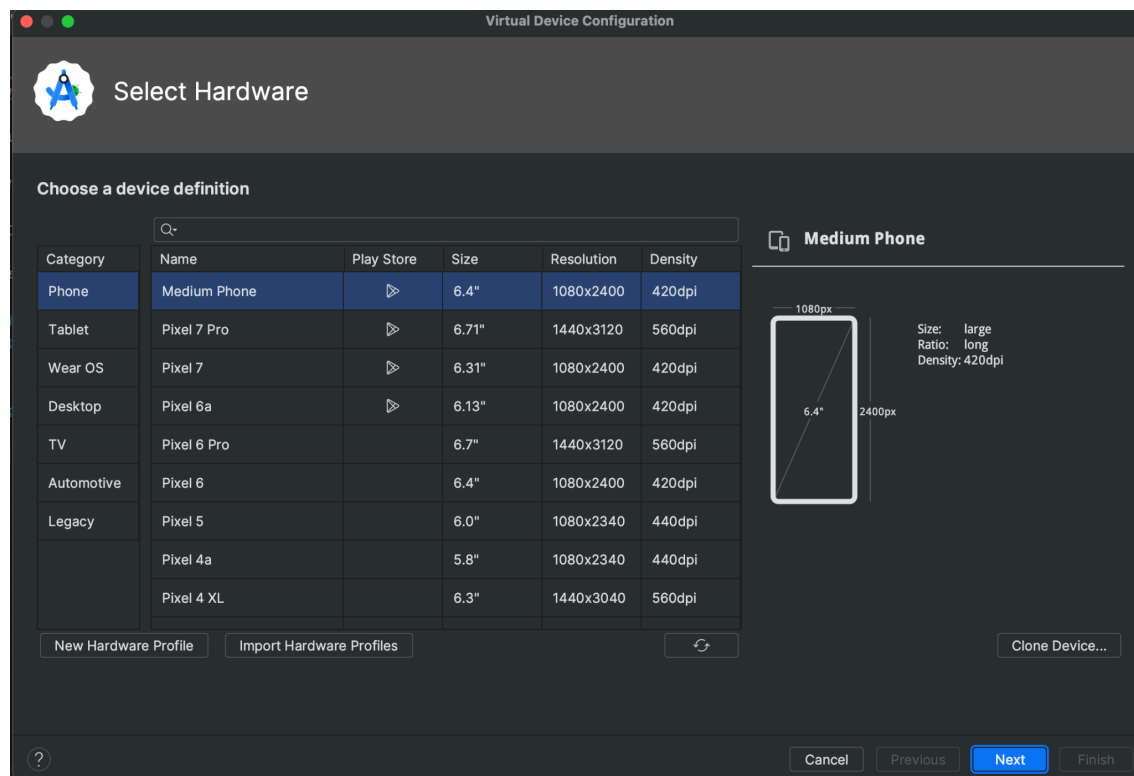 Virtual Device Configuration
Select Hardware
Choose a device definition
Category Name Play Store Size Resolution Density
Phone Medium Phone 6.4" 1080x2400 420dpi
Tablet Pixel 7 Pro 6.71" 1440x3120 560dpi
Wear OS Pixel 7 6.31" 1080x2400 420dpi
Desktop Pixel 6a 6.13" 1080x2400 420dpi
TV Pixel 6 Pro 6.7" 1440x3120 560dpi
Automotive Pixel 6 6.4" 1080x2400 420dpi
Legacy Pixel 5 6.0" 1080x2340 440dpi
Pixel 4a 5.8" 1080x2340 440dpi
Pixel 4 XL 6.3" 1440x3040 560dpi
New Hardware Profile Import Hardware Profiles
Medium Phone
1080px
Size: large
Ratio: long
Density: 420dpi
6.4" 2400px
Clone Device...
? Cancel Previous Next Finish